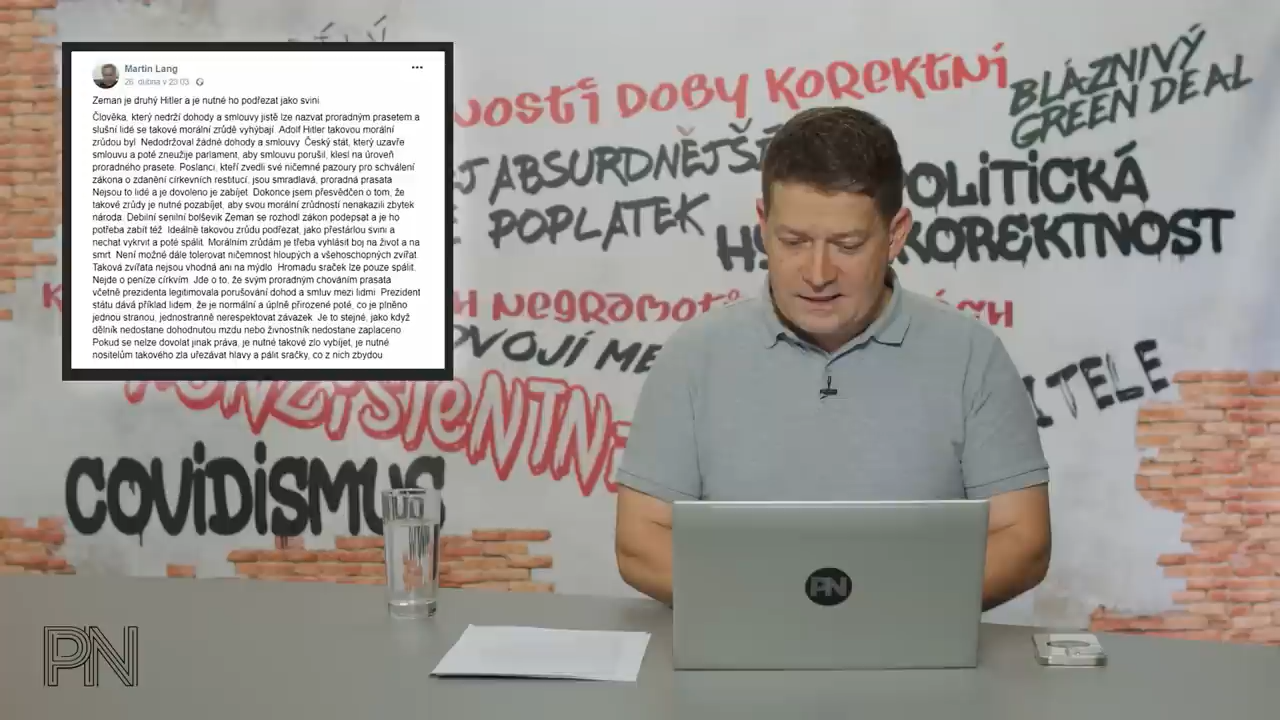 Martin Lang
26. dubna v 23:03
Zeman je druhý Hitler a je nutné ho podřezat jako svini
Člověka, který nedrží dohody a smlouvy jistě lze nazvat proradným prasetem a
slušní lidé se takové morální zrůdě vyhýbají Adolf Hitler takovou morální
zrůdou byl Nedodržoval žádné dohody a smlouvy Český stát, který uzavře
smlouvu a poté zneužije parlament, aby smlouvu porušil, klesl na úroveň
proradného prasete. Poslanci, kteří zvedli své ničemné pazoury pro schválení
zákona o zdanění církevních restitucí, jsou smradlavá, proradná prasata
Nejsou to lidé a je dovoleno je zabíjet Dokonce jsem přesvědčen o tom, že
takové zrůdy je nutné pozabíjet, aby svou morální zrůdností nenakazili zbytek
národa. Debilní senilní bolševik Zeman se rozhodl zákon podepsat a je ho
potřeba zabít též Ideálně takovou zrůdu podřezat, jako přestárlou svini a
nechat vykrvit a poté spálit. Morálním zrůdám je třeba vyhlásit boj na život a na
smrt Není možné dále tolerovat ničemnost hloupých a všehoschopných zvířat.
Taková zvířata nejsou vhodná ani na mýdlo Hromadu sraček lze pouze spálit.
Nejde o peníze církvím Jde o to, že svým proradným chováním prasata
včetně prezidenta legitimovala porušování dohod a smluv mezi lidmi Prezident
státu dává příklad lidem, že je normální a úplně přirozené poté, co je plněno
jednou stranou, jednostranně nerespektovat závazek Je to stejné, jako když
dělník nedostane dohodnutou mzdu nebo živnostník nedostane zaplaceno
Pokud se nelze dovolat jinak práva, je nutné takové zlo vybíjet, je nutné
nositelům takového zla uřezávat hlavy a pálit sračky, co z nich zbydou
NOSTÍ DOBY KOREKTNÍ
BLÁZNIVÝ
GREEN DEAL
J ABSURDNĚJŠÍ
POPLATEK
POLITICKÁ
KOREKTNOST
CH NEGRAMOT
VOJÍ ME
ITELE
KONZISTENTNĚ
COVIDISMUS
PN
PN